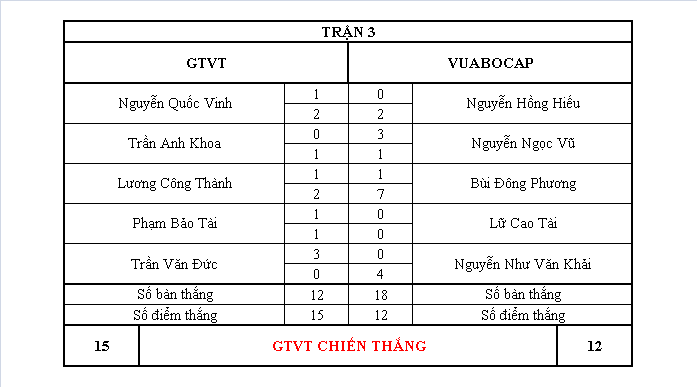 TRẬN 3
GTVT VUABOCAP
Nguyễn Quốc Vinh 1 0 Nguyễn Hồng Hiếu
2 2
Trần Anh Khoa 0 3 Nguyễn Ngọc Vũ
1 1
Lương Công Thành 1 1 Bùi Đông Phương
2 7
Phạm Bảo Tài 1 0 Lữ Cao Tài
1 0
Trần Văn Đức 3 0 Nguyễn Như Văn Khải
0 4
Số bàn thắng 12 18 Số bàn thắng
Số điểm thắng 15 12 Số điểm thắng
15 GTVT CHIẾN THẮNG 12